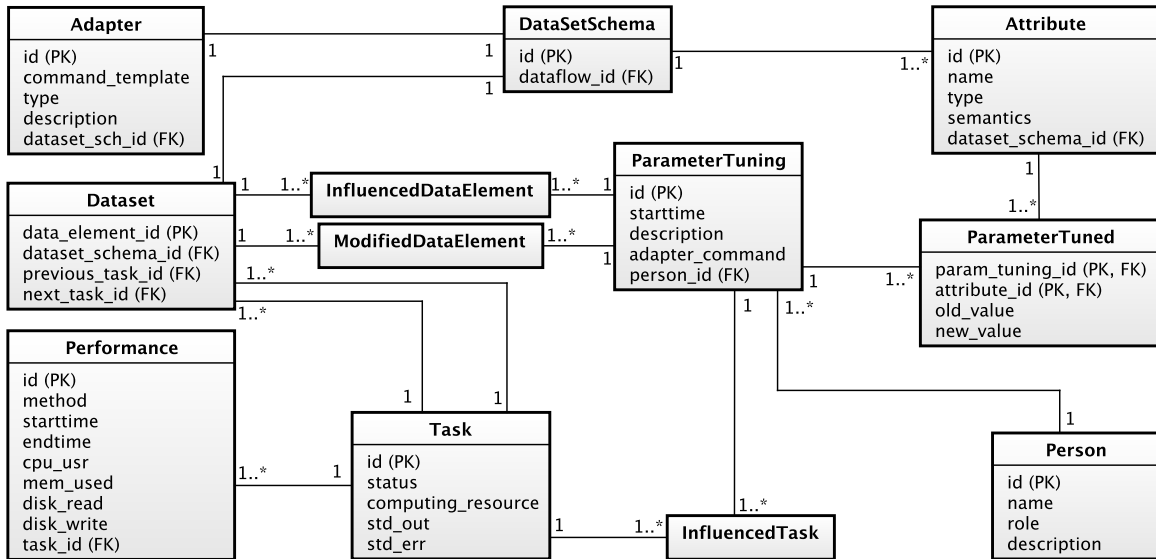 Adapter
id (PK)
command_template
type
description
dataset_sch_id (FK)
1
1
DataSetSchema
id (PK)
dataflow_id (FK)
1
1..*
Attribute
id (PK)
name
type
semantics
dataset_schema_id (FK)
1
1
1
1..*
Dataset
data_element_id (PK)
dataset_schema_id (FK)
previous_task_id (FK)
next_task_id (FK)
1
1..*
InfluencedDataElement
1..*
1
1
1..*
ModifiedDataElement
1..*
1
1..*
1..*
1
1
ParameterTuning
id (PK)
starttime
description
adapter_command
person_id (FK)
1
1..*
1
1..*
ParameterTuned
param_tuning_id (PK, FK)
attribute_id (PK, FK)
old_value
new_value
Performance
id (PK)
method
starttime
endtime
cpu_usr
mem_used
disk_read
disk_write
task_id (FK)
1..*
1
Task
id (PK)
status
computing_resource
std_out
std_err
1
1..*
1..*
InfluencedTask
1
Person
id (PK)
name
role
description